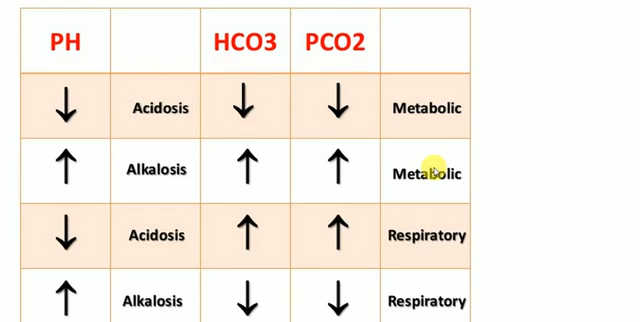 PH HCO3 PCO2
↓ Acidosis ↓ ↓ Metabolic
↑ Alkalosis ↑ ↑ Metabolic
↓ Acidosis ↑ ↑ Respiratory
↑ Alkalosis ↓ ↓ Respiratory